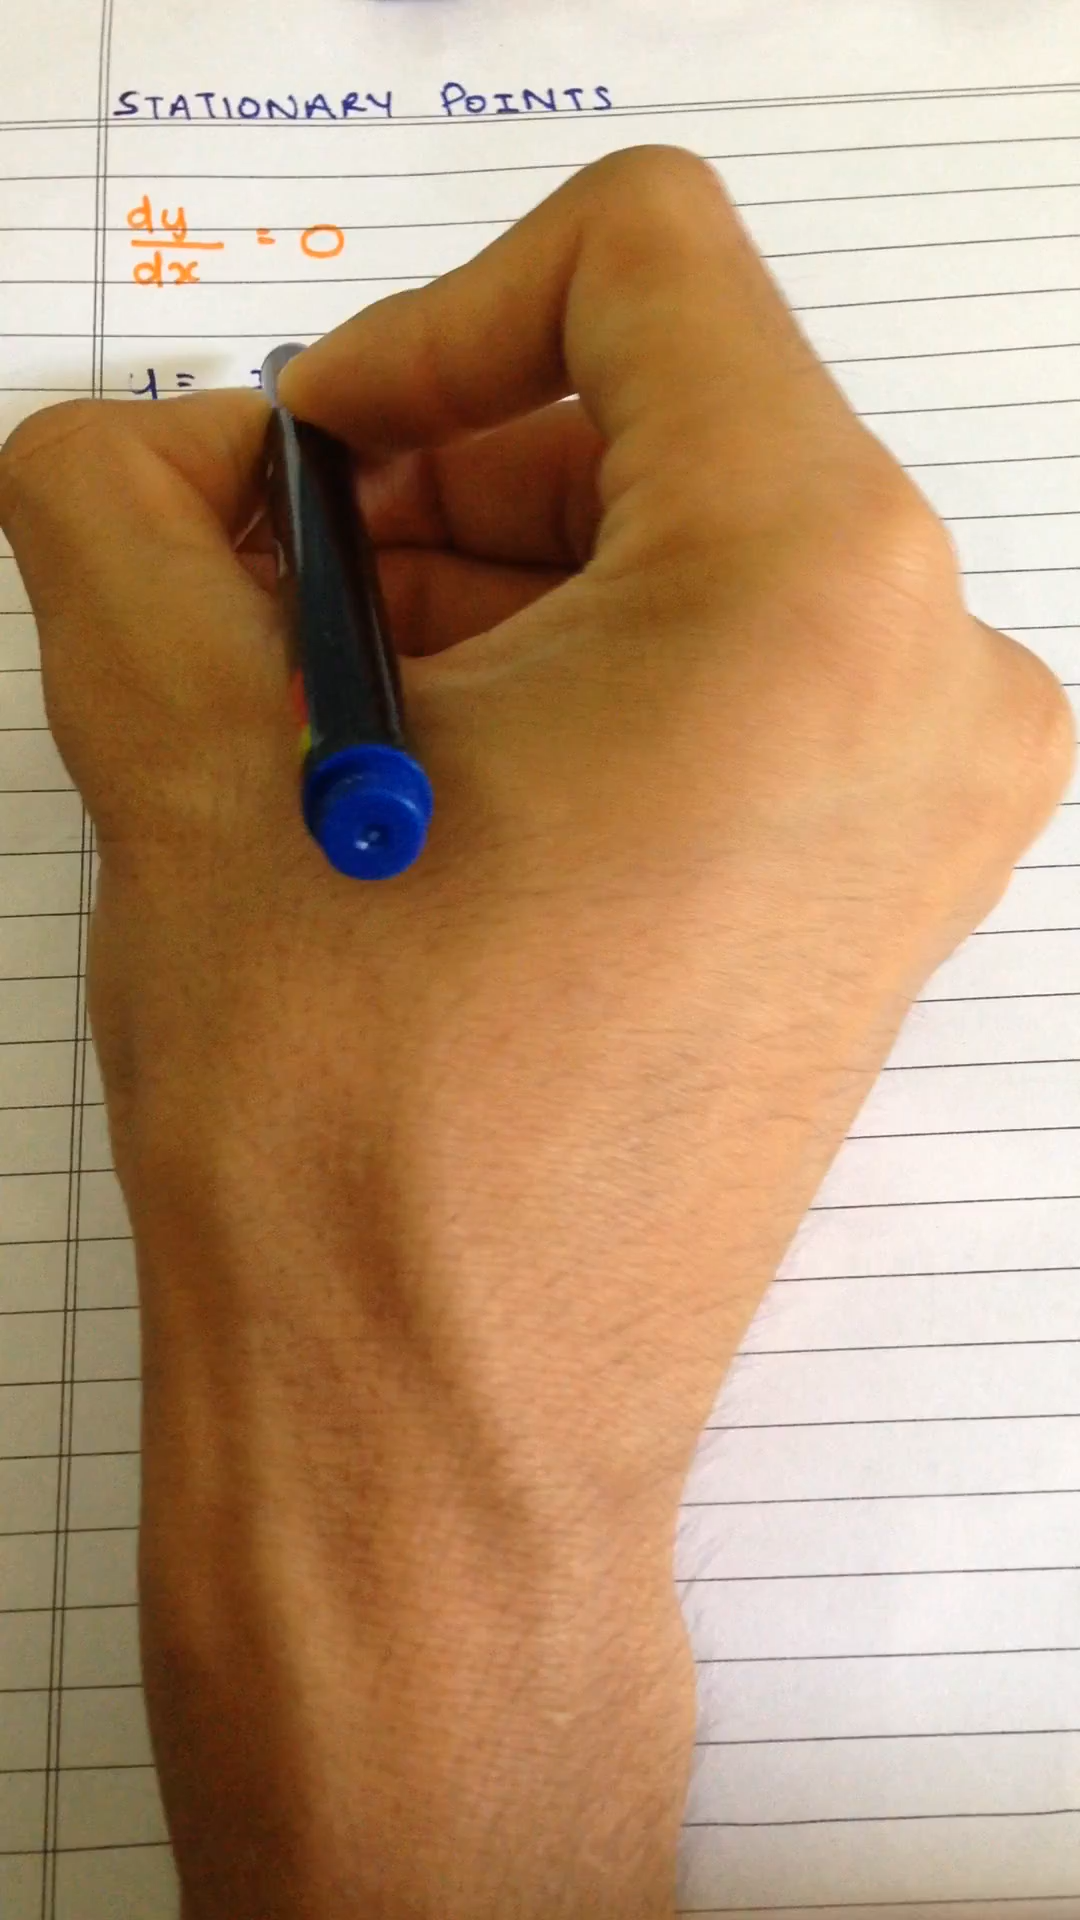 STATIONARY POINTS
dy
dx = 0
y =